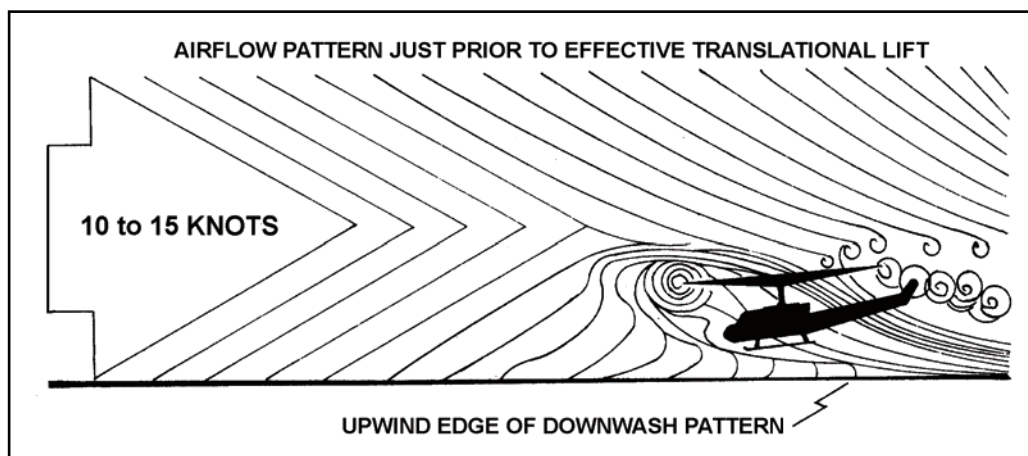 AIRFLOW PATTERN JUST PRIOR TO EFFECTIVE TRANSLATIONAL LIFT
10 to 15 KNOTS
UPWIND EDGE OF DOWNWASH PATTERN